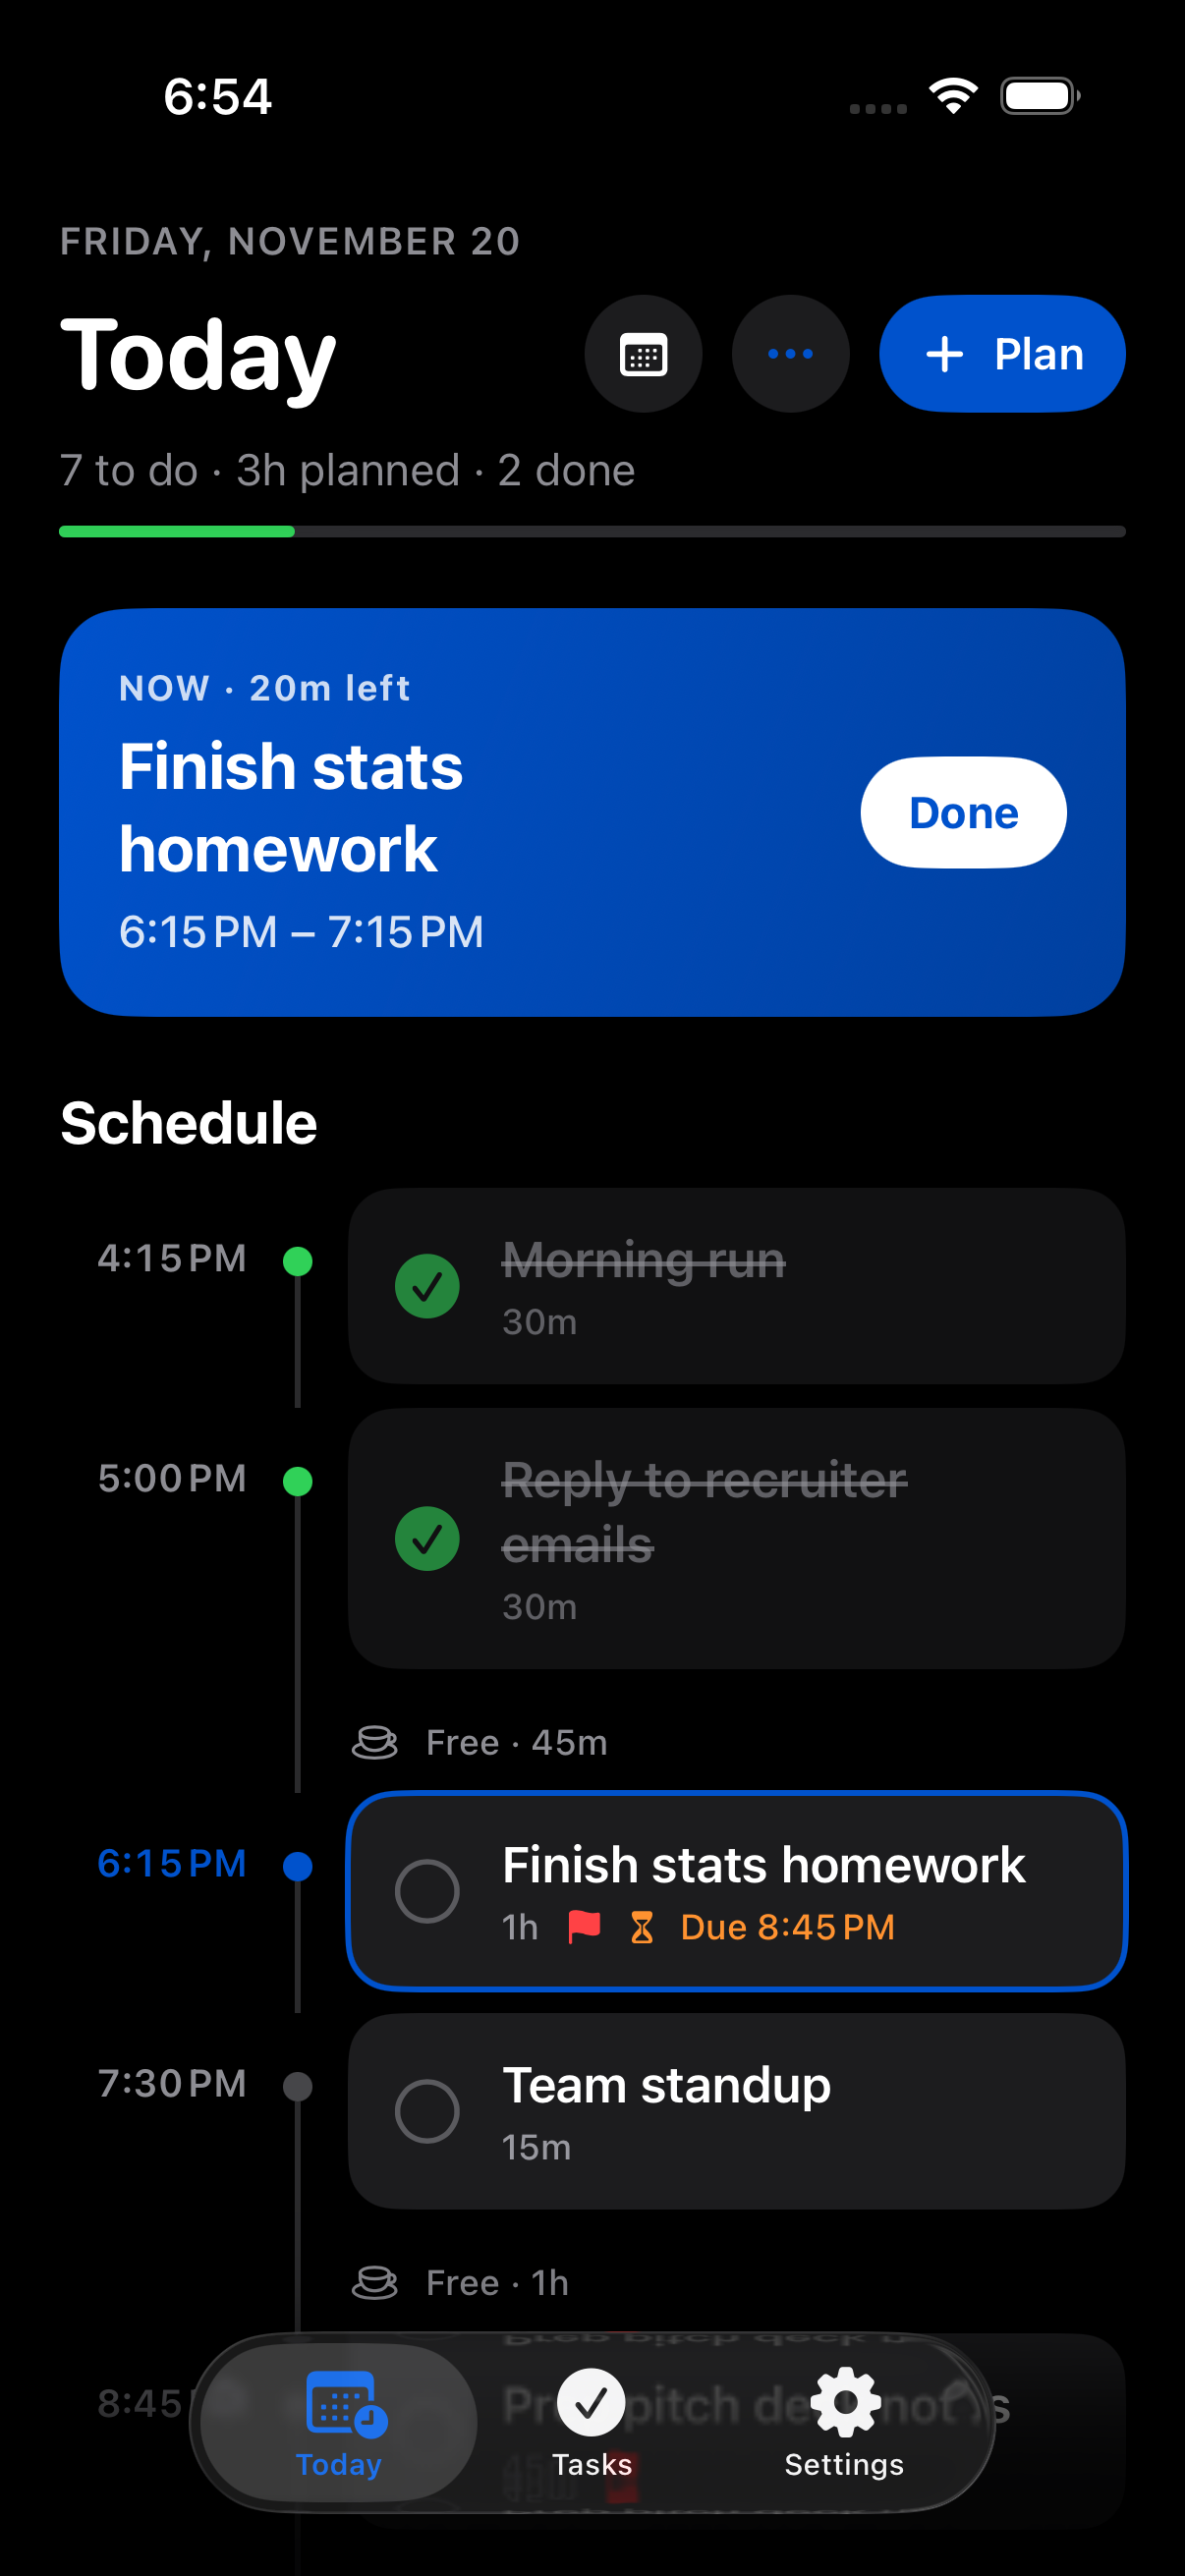 6:54
FRIDAY, NOVEMBER 20
Today
Plan
7 to do · 3h planned · 2 done
NOW · 20m left
Finish stats
homework
Done
6:15 PM – 7:15 PM
Schedule
4:15 PM
Morning run
30m
5:00 PM
Reply to recruiter
emails
30m
Free · 45m
6:15 PM
Finish stats homework
1h Due 8:45 PM
7:30 PM
Team standup
15m
Free · 1h
8:45
pitch
Today
Tasks
Settings